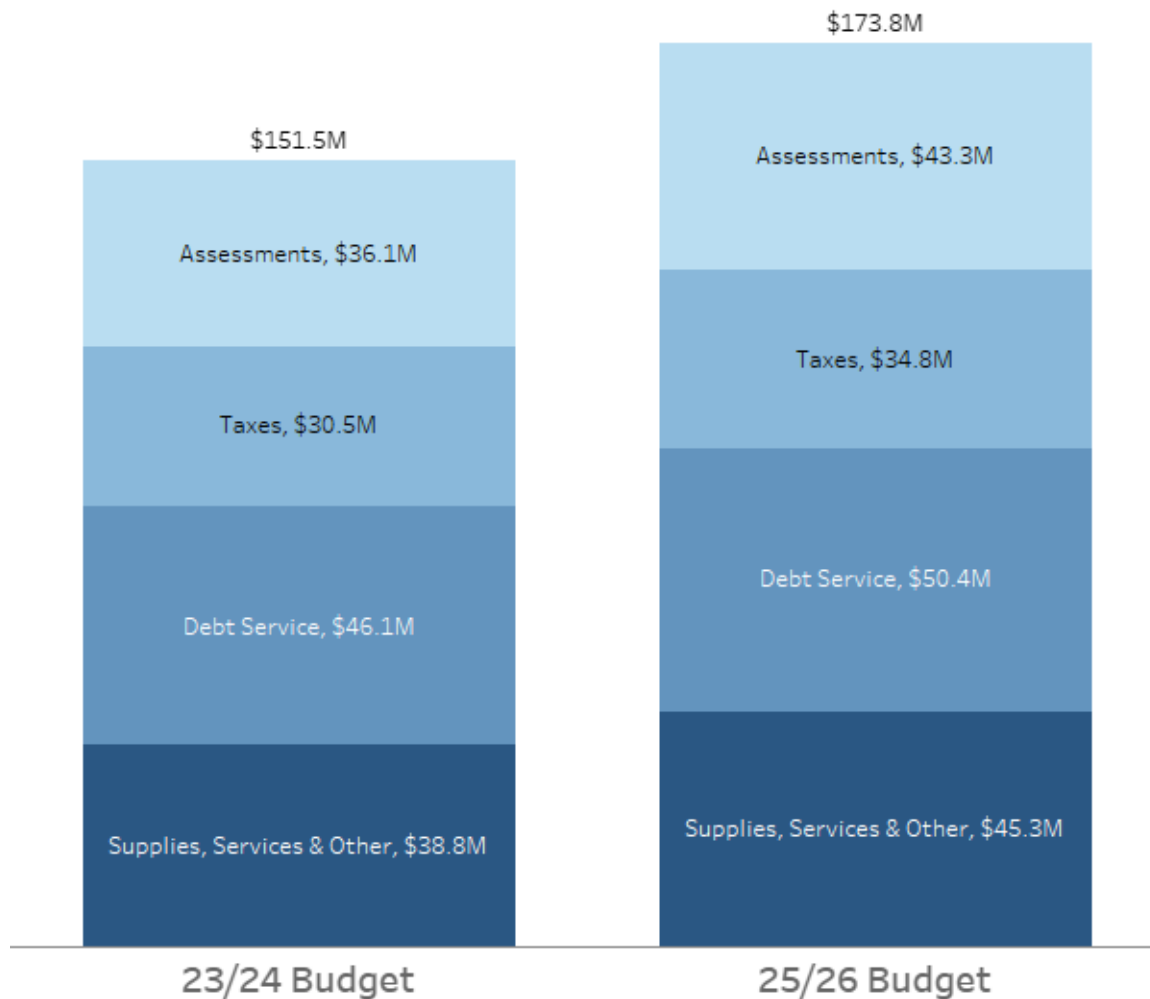 $151.5M
Assessments, $36.1M
Taxes, $30.5M
Debt Service, $46.1M
Supplies, Services & Other, $38.8M
23/24 Budget
$173.8M
Assessments, $43.3M
Taxes, $34.8M
Debt Service, $50.4M
Supplies, Services & Other, $45.3M
25/26 Budget